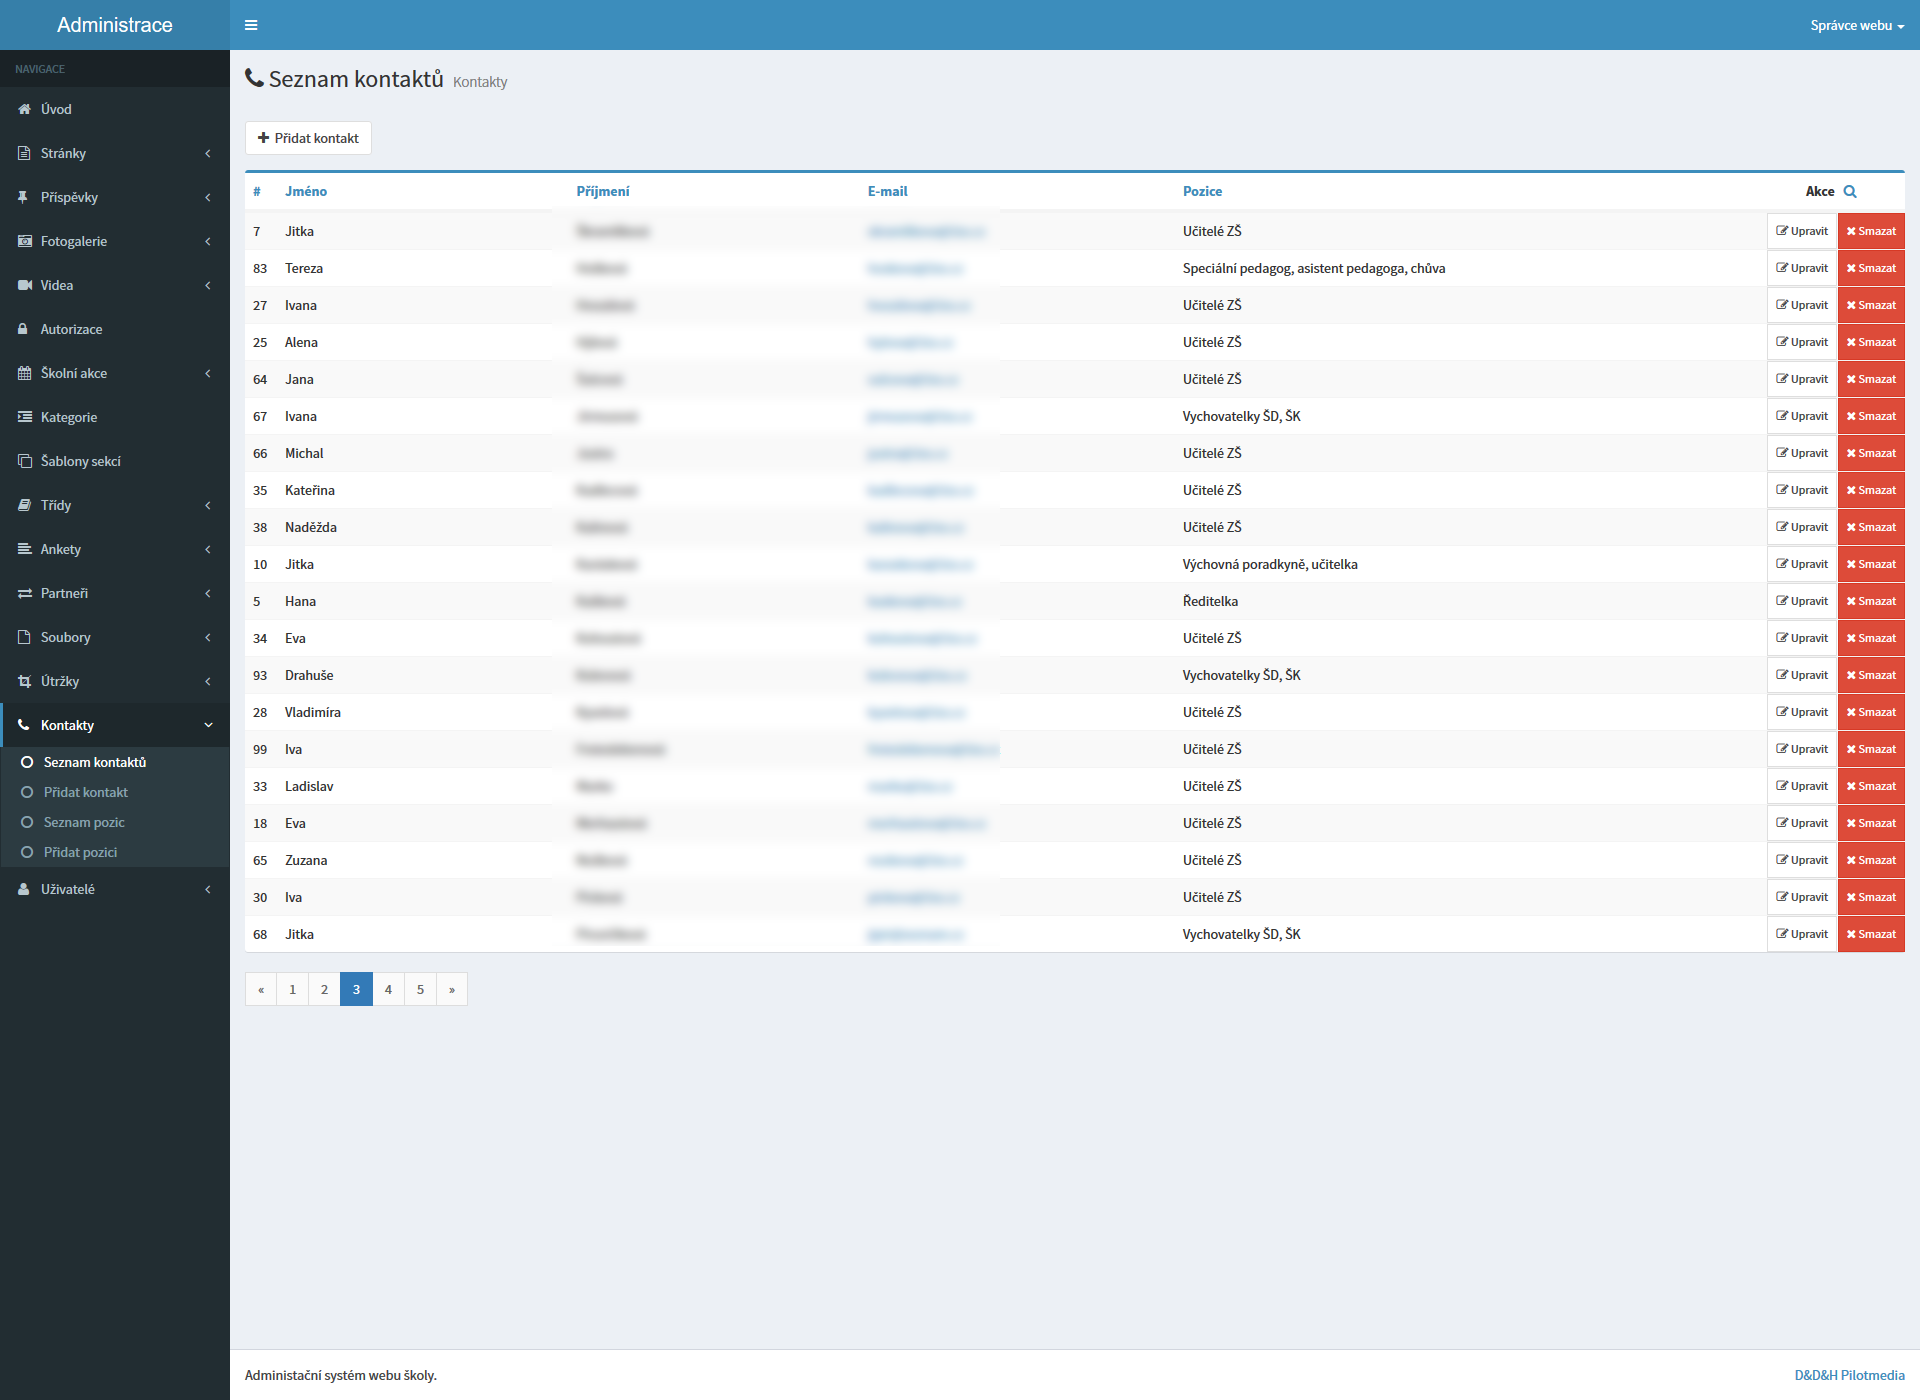 Administrace
Správce webu
NAVIGACE
Úvod
Stránky
Příspěvky
Fotogalerie
Videa
Autorizace
Školní akce
Kategorie
Šablony sekcí
Třídy
Ankety
Partneři
Soubory
Útržky
Kontakty
Seznam kontaktů
Přidat kontakt
Seznam pozic
Přidat pozici
Uživatelé
Seznam kontaktů Kontakty
Přidat kontakt
# Jméno Příjmení E-mail Pozice Akce
7 Jitka Učitelé ZŠ Upravit Smazat
83 Tereza Speciální pedagog, asistent pedagoga, chůva Upravit Smazat
27 Ivana Učitelé ZŠ Upravit Smazat
25 Alena Učitelé ZŠ Upravit Smazat
64 Jana Učitelé ZŠ Upravit Smazat
67 Ivana Vychovatelky ŠD, ŠK Upravit Smazat
66 Michal Učitelé ZŠ Upravit Smazat
35 Kateřina Učitelé ZŠ Upravit Smazat
38 Naděžda Učitelé ZŠ Upravit Smazat
10 Jitka Výchovná poradkyně, učitelka Upravit Smazat
5 Hana Ředitelka Upravit Smazat
34 Eva Učitelé ZŠ Upravit Smazat
93 Drahuše Vychovatelky ŠD, ŠK Upravit Smazat
28 Vladimíra Učitelé ZŠ Upravit Smazat
99 Iva Učitelé ZŠ Upravit Smazat
33 Ladislav Učitelé ZŠ Upravit Smazat
18 Eva Učitelé ZŠ Upravit Smazat
65 Zuzana Učitelé ZŠ Upravit Smazat
30 Iva Učitelé ZŠ Upravit Smazat
68 Jitka Vychovatelky ŠD, ŠK Upravit Smazat
« 1 2 3 4 5 »
Administační systém webu školy.
D&D&H Pilotmedia